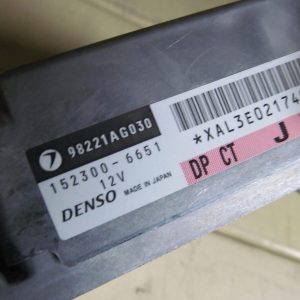 98221AG030
152300-6651
12V
DENSO MADE IN JAPAN
*XAL3E02174
DP CT J